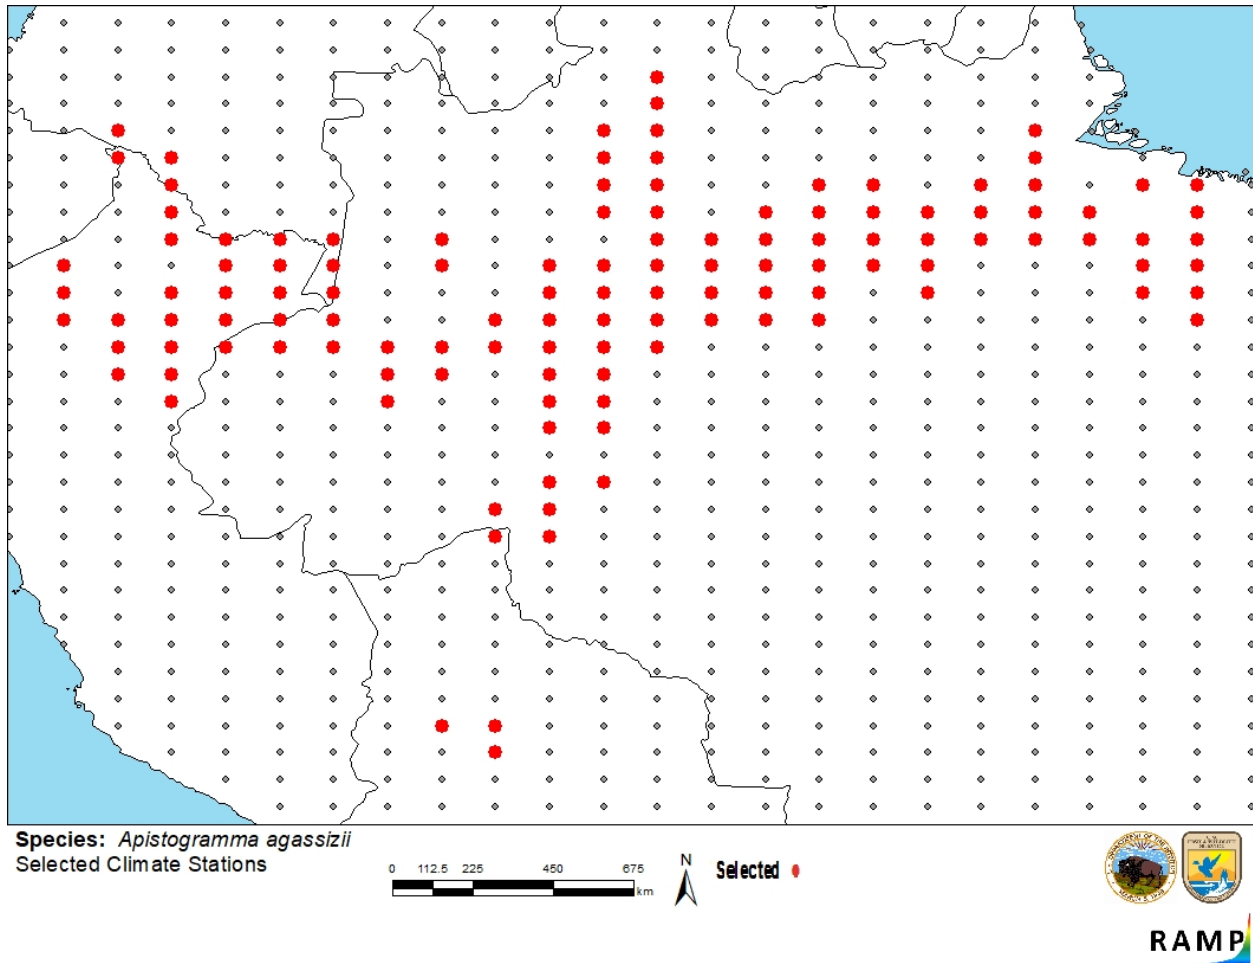 Species: Apistogramma agassizii
Selected Climate Stations
0 112.5 225 450 675
km
N
Selected
RAMP